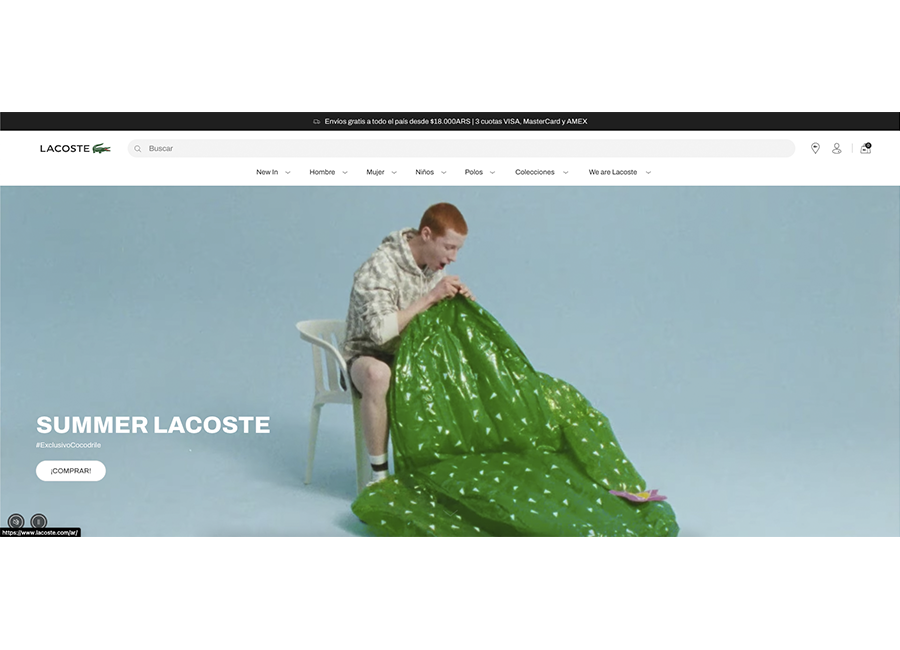 Envíos gratis a todo el país desde $18.000ARS | 3 cuotas VISA, MasterCard y AMEX
LACOSTE
Buscar
0
New In
Hombre
Mujer
Niños
Polos
Colecciones
We are Lacoste
SUMMER LACOSTE
#ExclusivoCocodrile
¡COMPRAR!
https://www.lacoste.com/ar/